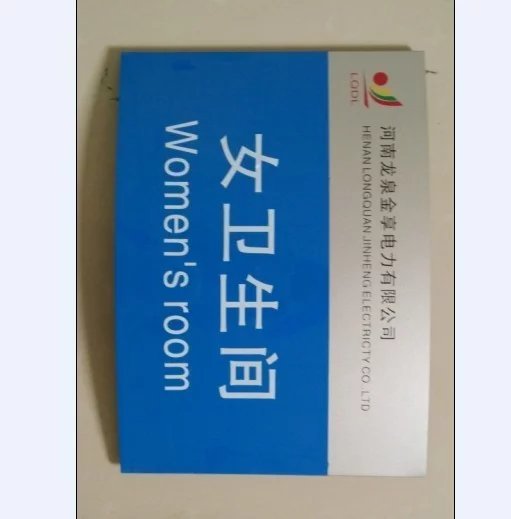 LQDL
河南龙泉金享电力有限公司
HENAN LONGQUAN JINHENG ELECTRICTY CO. LTD
女卫生间
Women's room